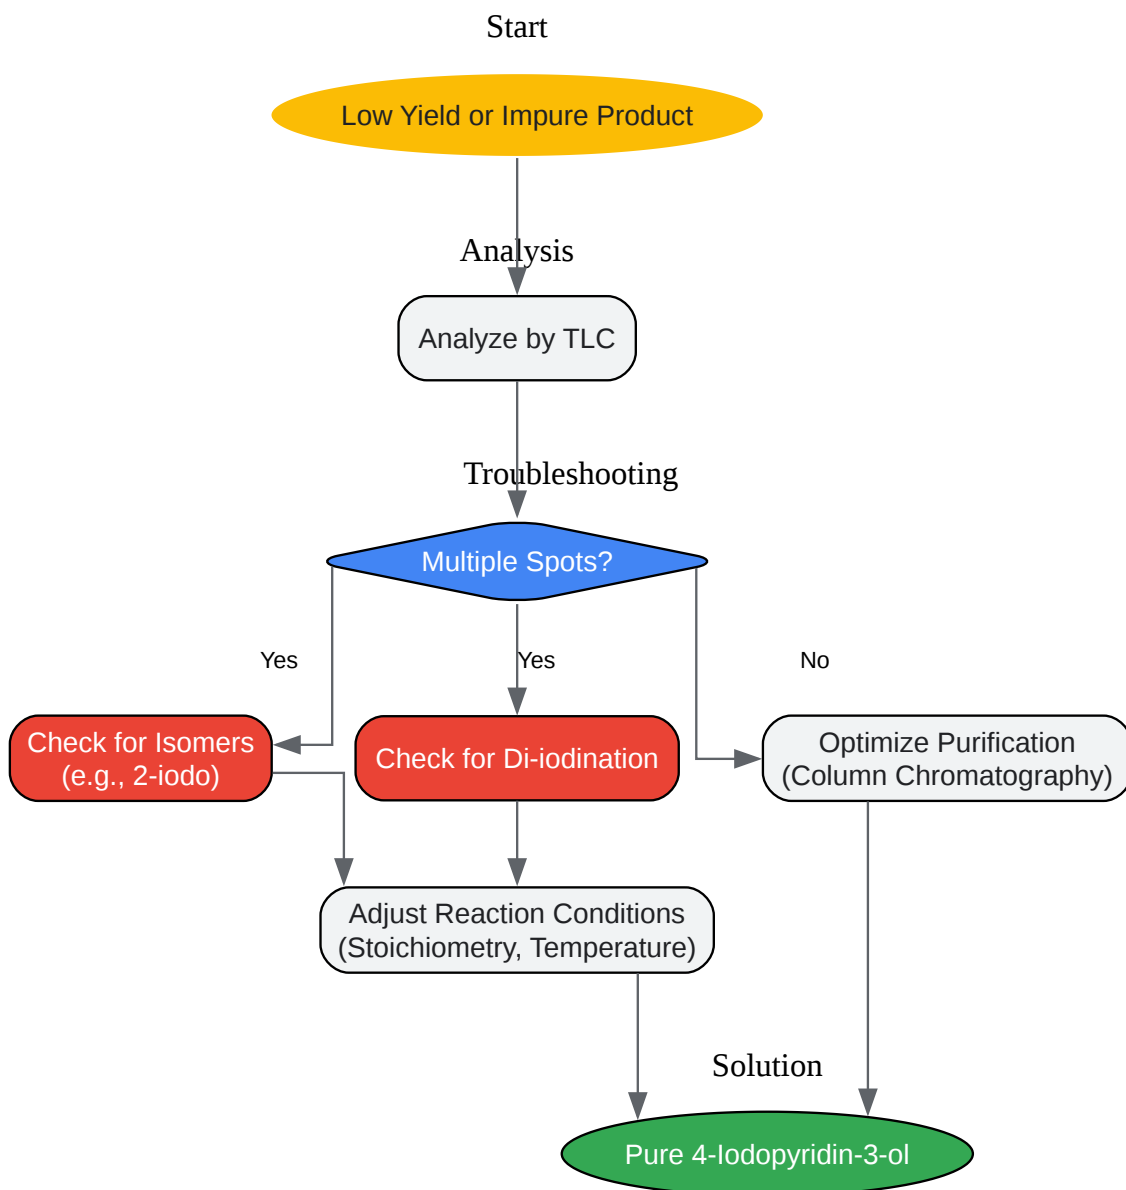 Start
Low Yield or Impure Product
Analysis
Analyze by TLC
Troubleshooting
Multiple Spots?
Yes
Yes
No
Check for Isomers
(e.g., 2-iodo)
Check for Di-iodination
Optimize Purification
(Column Chromatography)
Adjust Reaction Conditions
(Stoichiometry, Temperature)
Solution
Pure 4-Iodopyridin-3-ol